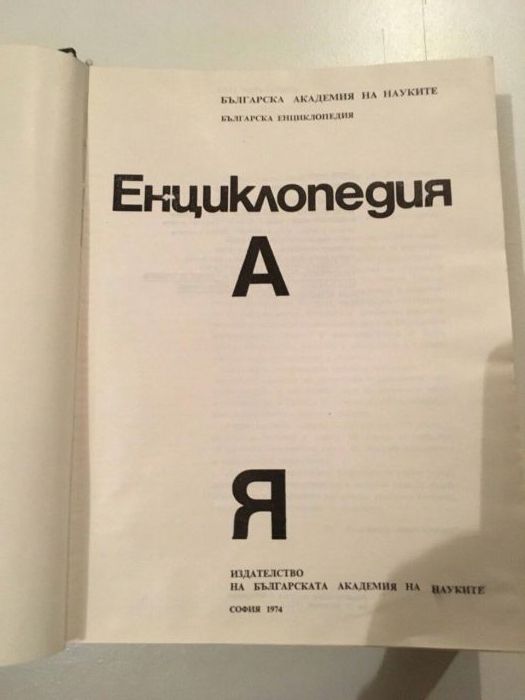 БЪЛГАРСКА АКАДЕМИЯ НА НАУКИТЕ
БЪЛГАРСКА ЕНЦИКЛОПЕДИЯ
Енциклопедия
А
Я
ИЗДАТЕЛСТВО
НА БЪЛГАРСКАТА АКАДЕМИЯ НА НАУКИТЕ
СОФИЯ 1974